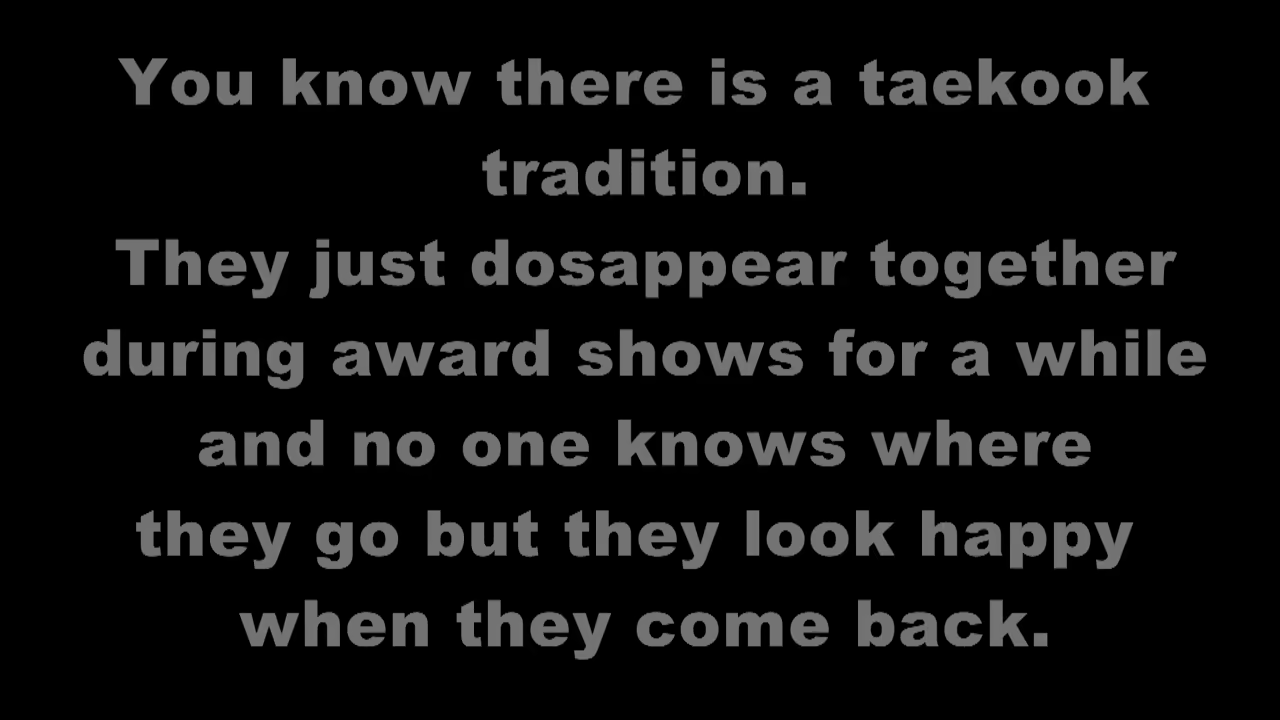 You know there is a taekook
tradition.
They just dosappear together
during award shows for a while
and no one knows where
they go but they look happy
when they come back.